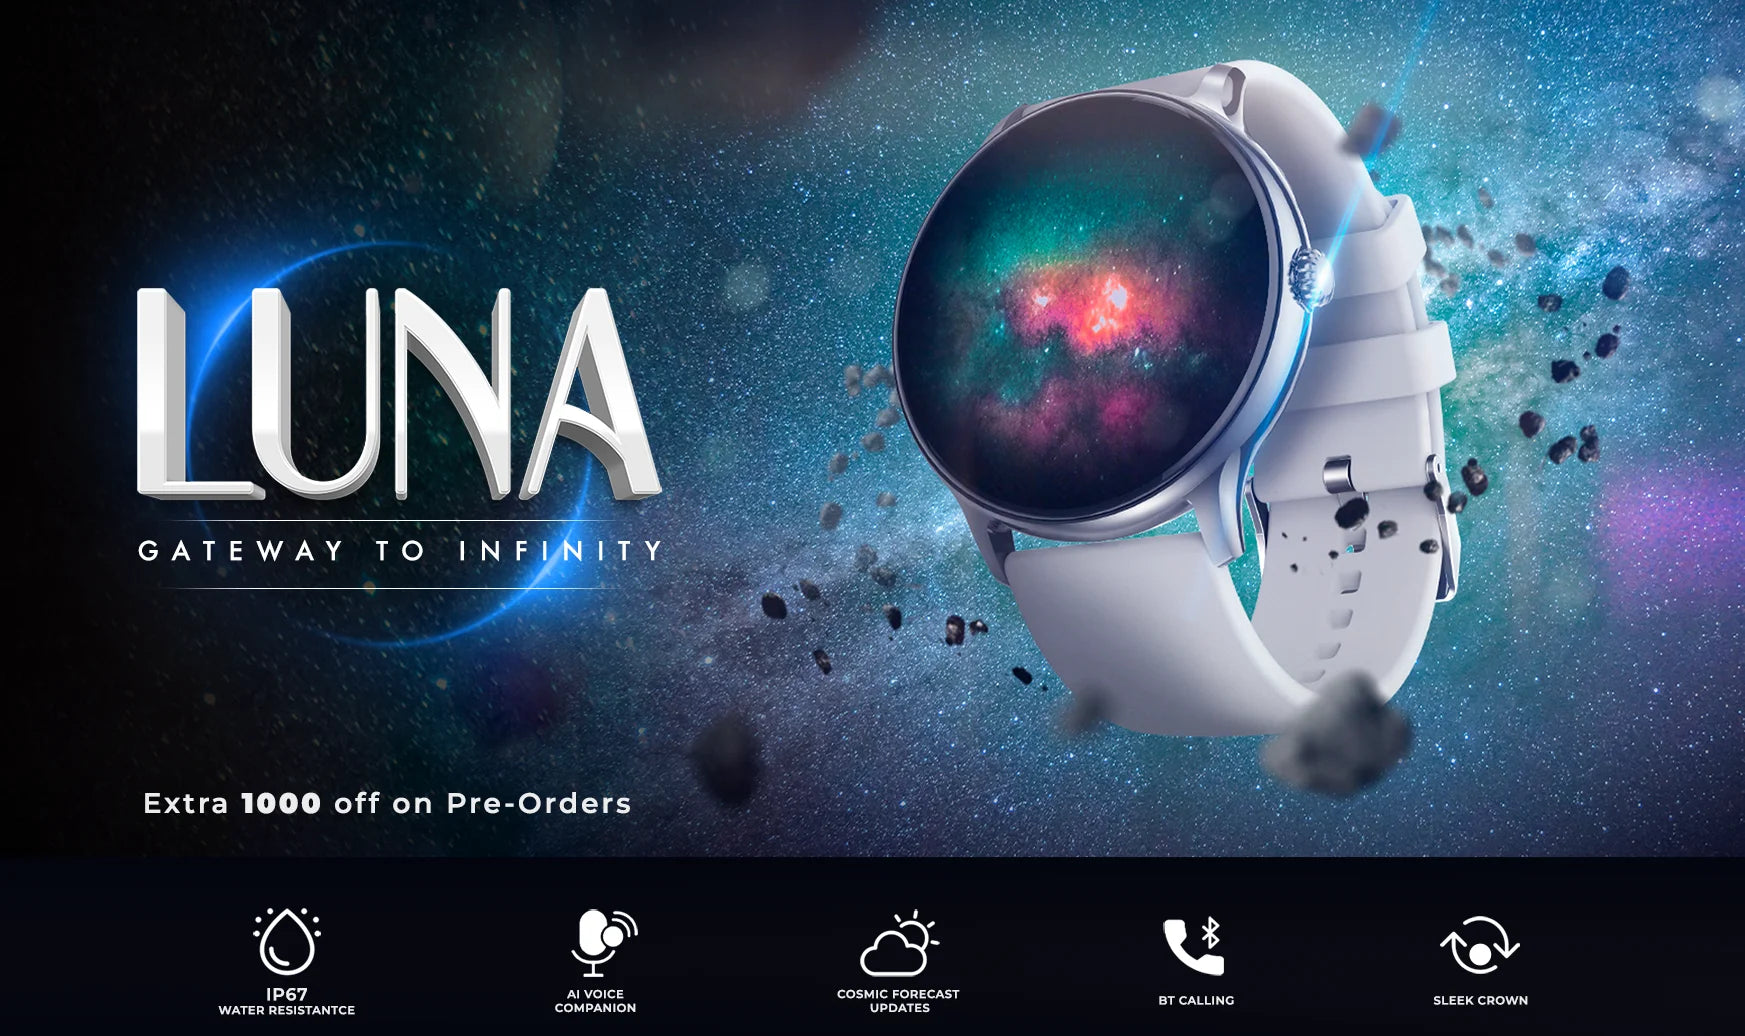 LUNA
GATEWAY TO INFINITY
Extra 1000 off on Pre-Orders
IP67
WATER RESISTANTCE
AI VOICE
COMPANION
COSMIC FORECAST
UPDATES
BT CALLING
SLEEK CROWN